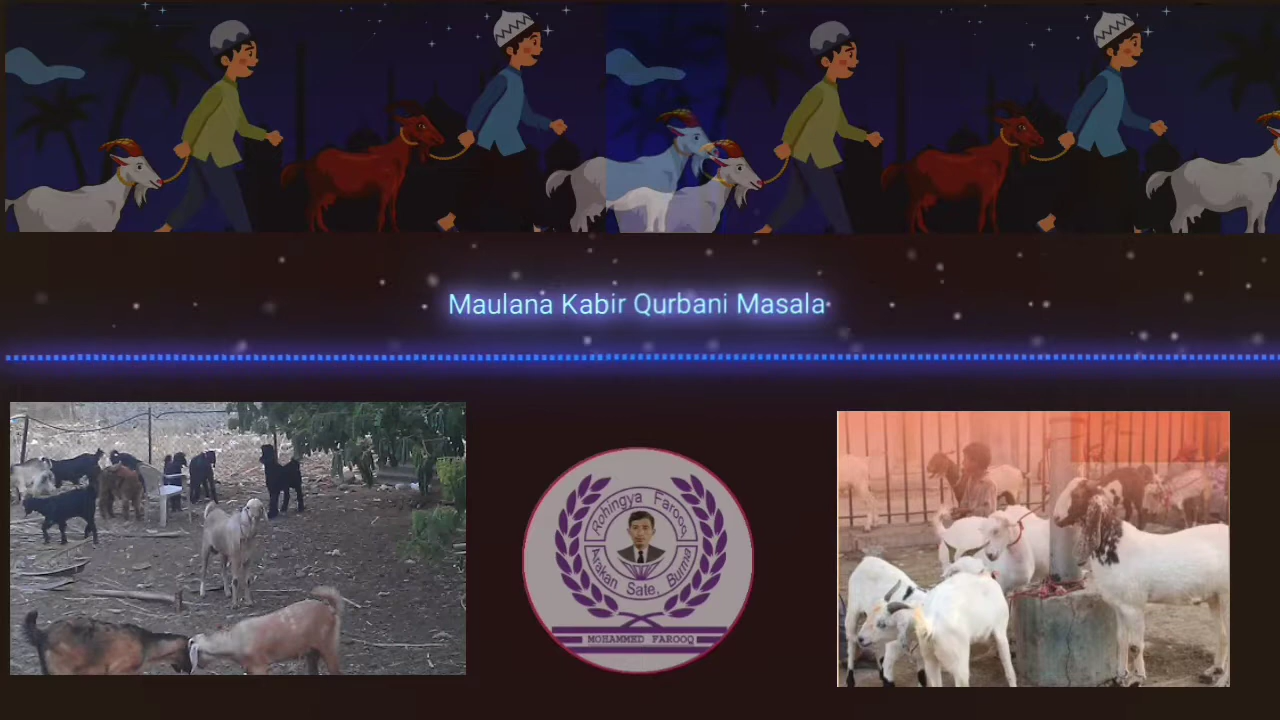 Maulana Kabir Qurbani Masala
Rohingya Farooq
Arakan Sate, Burma
MOHAMMED FAROOQ